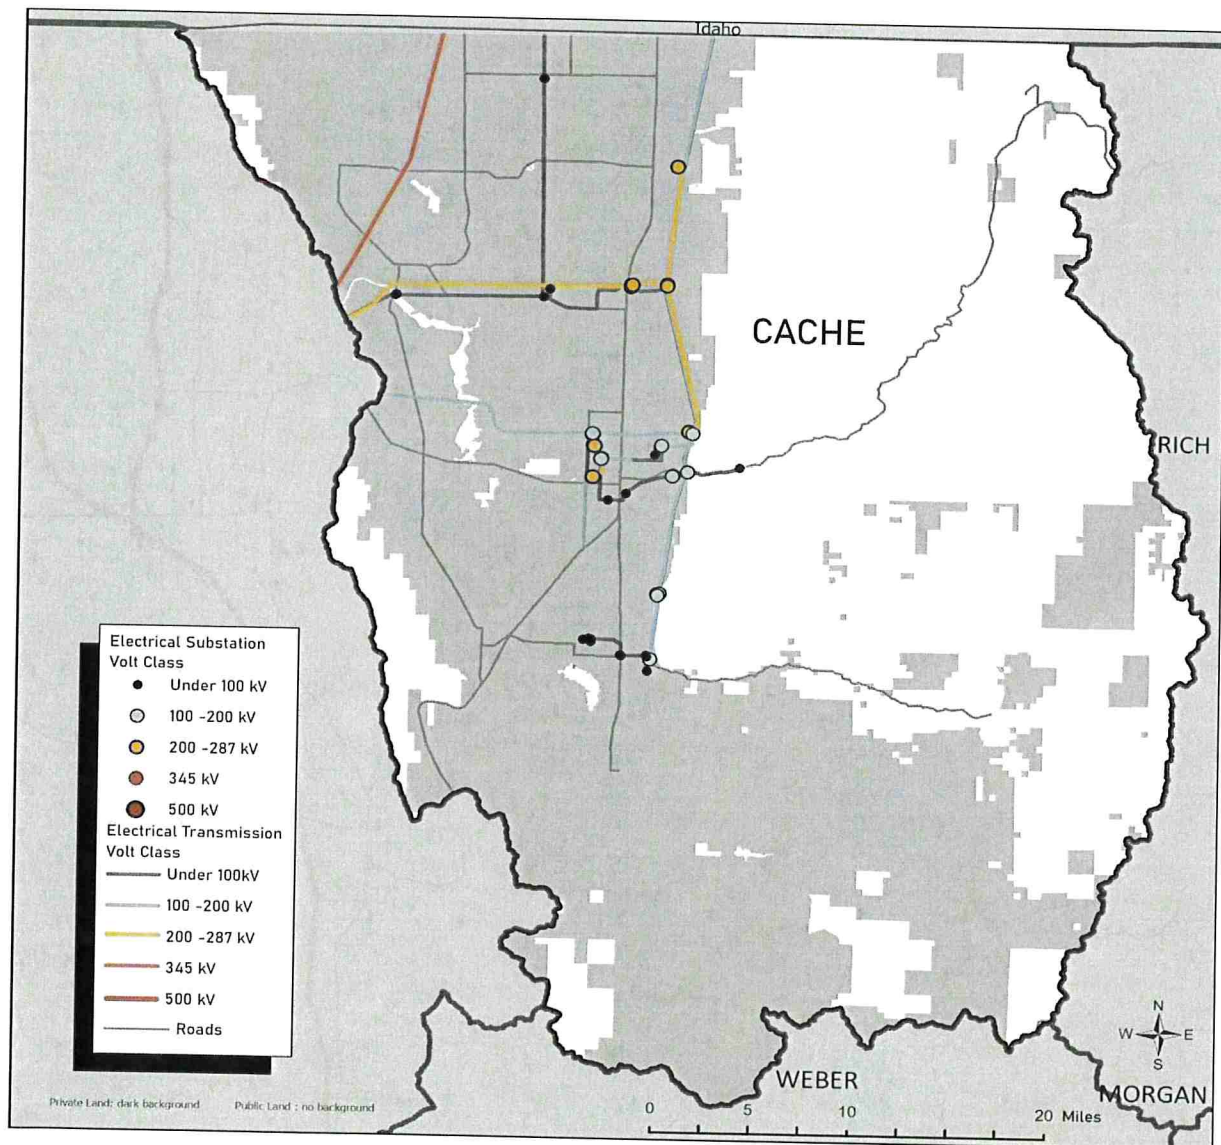 Idaho
CACHE
RICH
Electrical Substation
Volt Class
Under 100 kV
100 -200 kV
200 -287 kV
345 kV
500 kV
Electrical Transmission
Volt Class
Under 100kV
100 -200 kV
200 -287 kV
345 kV
500 kV
Roads
N
W E
S
WEBER
MORGAN
Private Land: dark background Public Land : no background
0 5 10 20 Miles